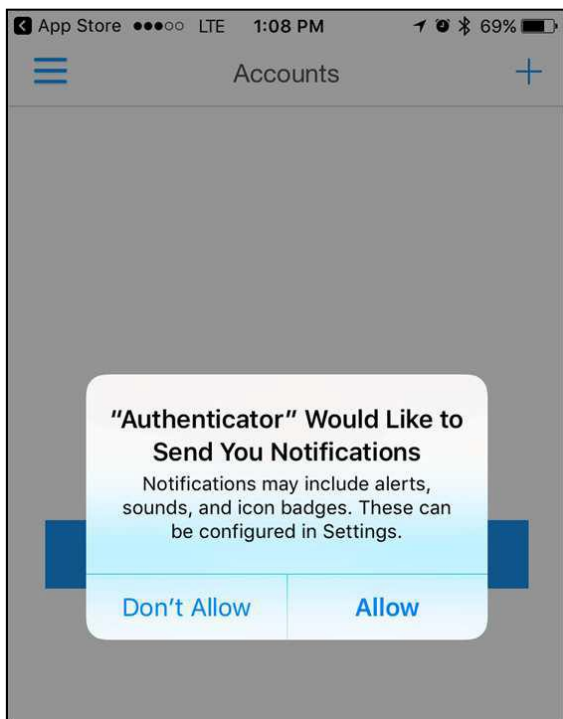 App Store LTE 1:08 PM 69%
Accounts
"Authenticator" Would Like to
Send You Notifications
Notifications may include alerts,
sounds, and icon badges. These can
be configured in Settings.
Don't Allow Allow